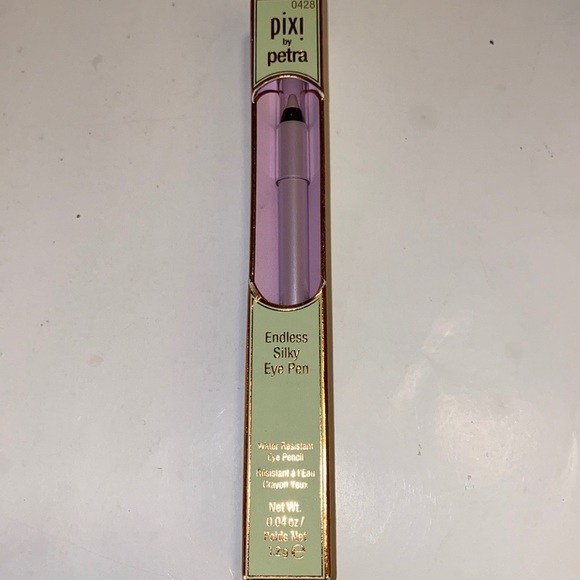 0428
pixi
by
petra
Endless
Silky
Eye Pen
Water Resistant
Eye Pencil
Résistant à l'Eau
Crayon Yeux
Net Wt.
0.04 oz /
Poids Net
1.2g ℮